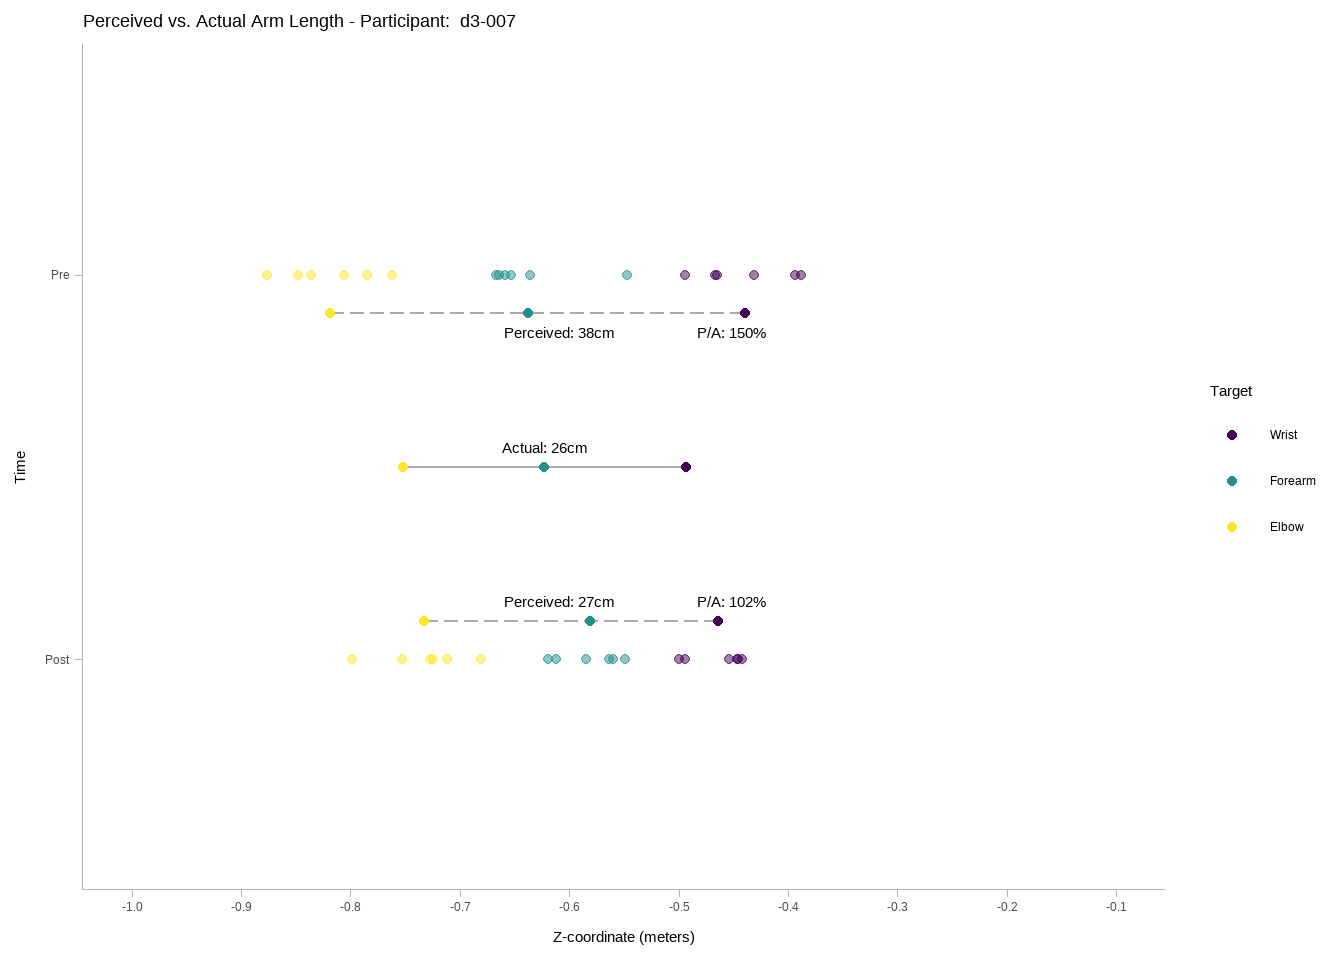 Perceived vs. Actual Arm Length - Participant:  d3-007
Pre
Perceived: 38cm
P/A: 150%
Actual: 26cm
Time
Perceived: 27cm
P/A: 102%
Post
-1.0
-0.9
-0.8
-0.7
-0.6
-0.5
-0.4
-0.3
-0.2
-0.1
Z-coordinate (meters)
Target
Wrist
Forearm
Elbow